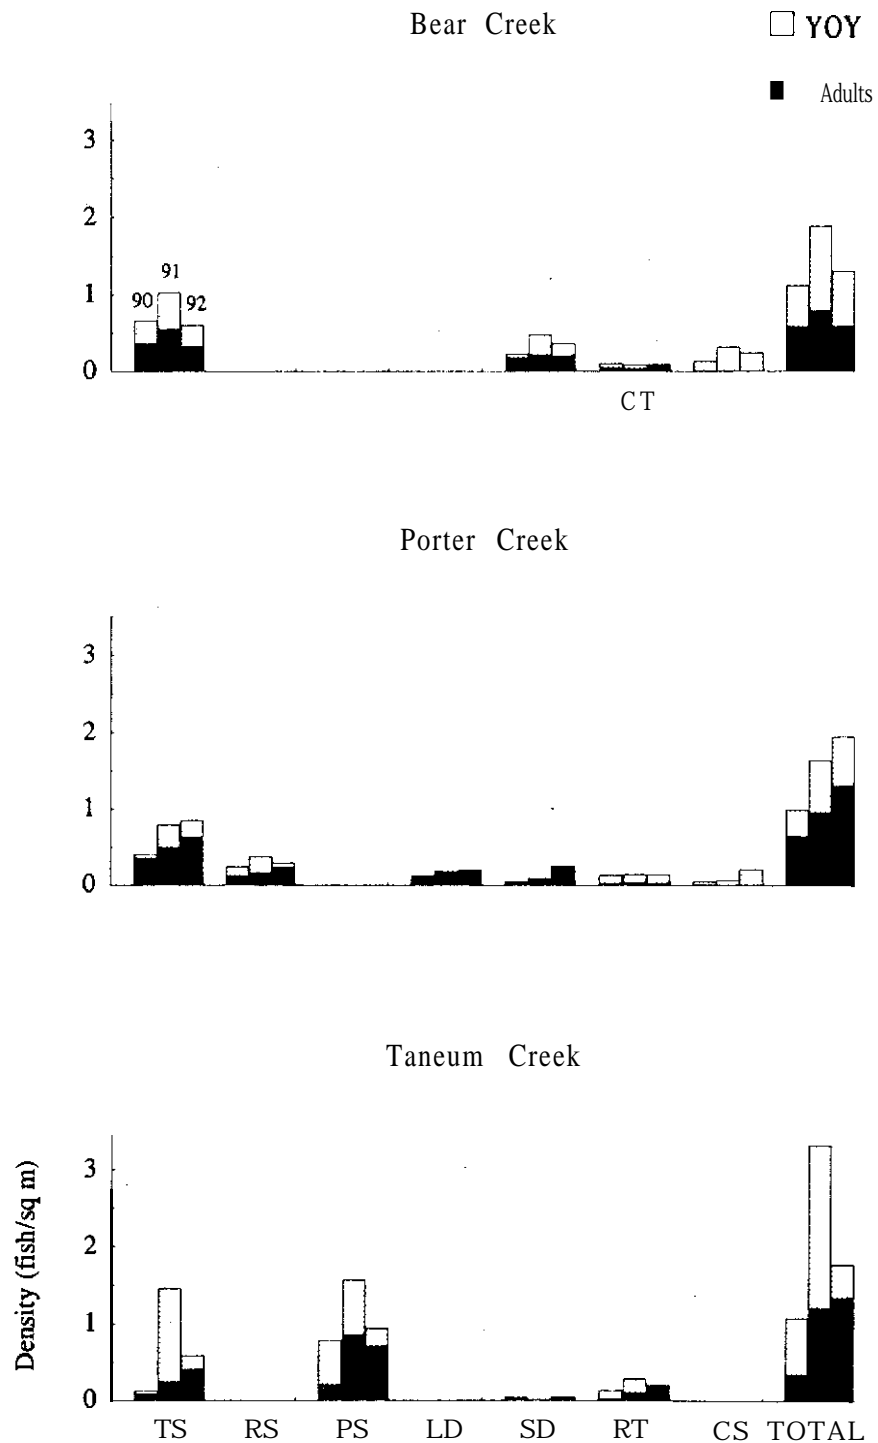 Bear Creek
YOY
Adults
3
2
1
0
90
91
92
CT
Porter Creek
3
2
1
0
Taneum Creek
Density (fish/sq m)
3
2
1
0
TS RS PS LD SD RT CS TOTAL